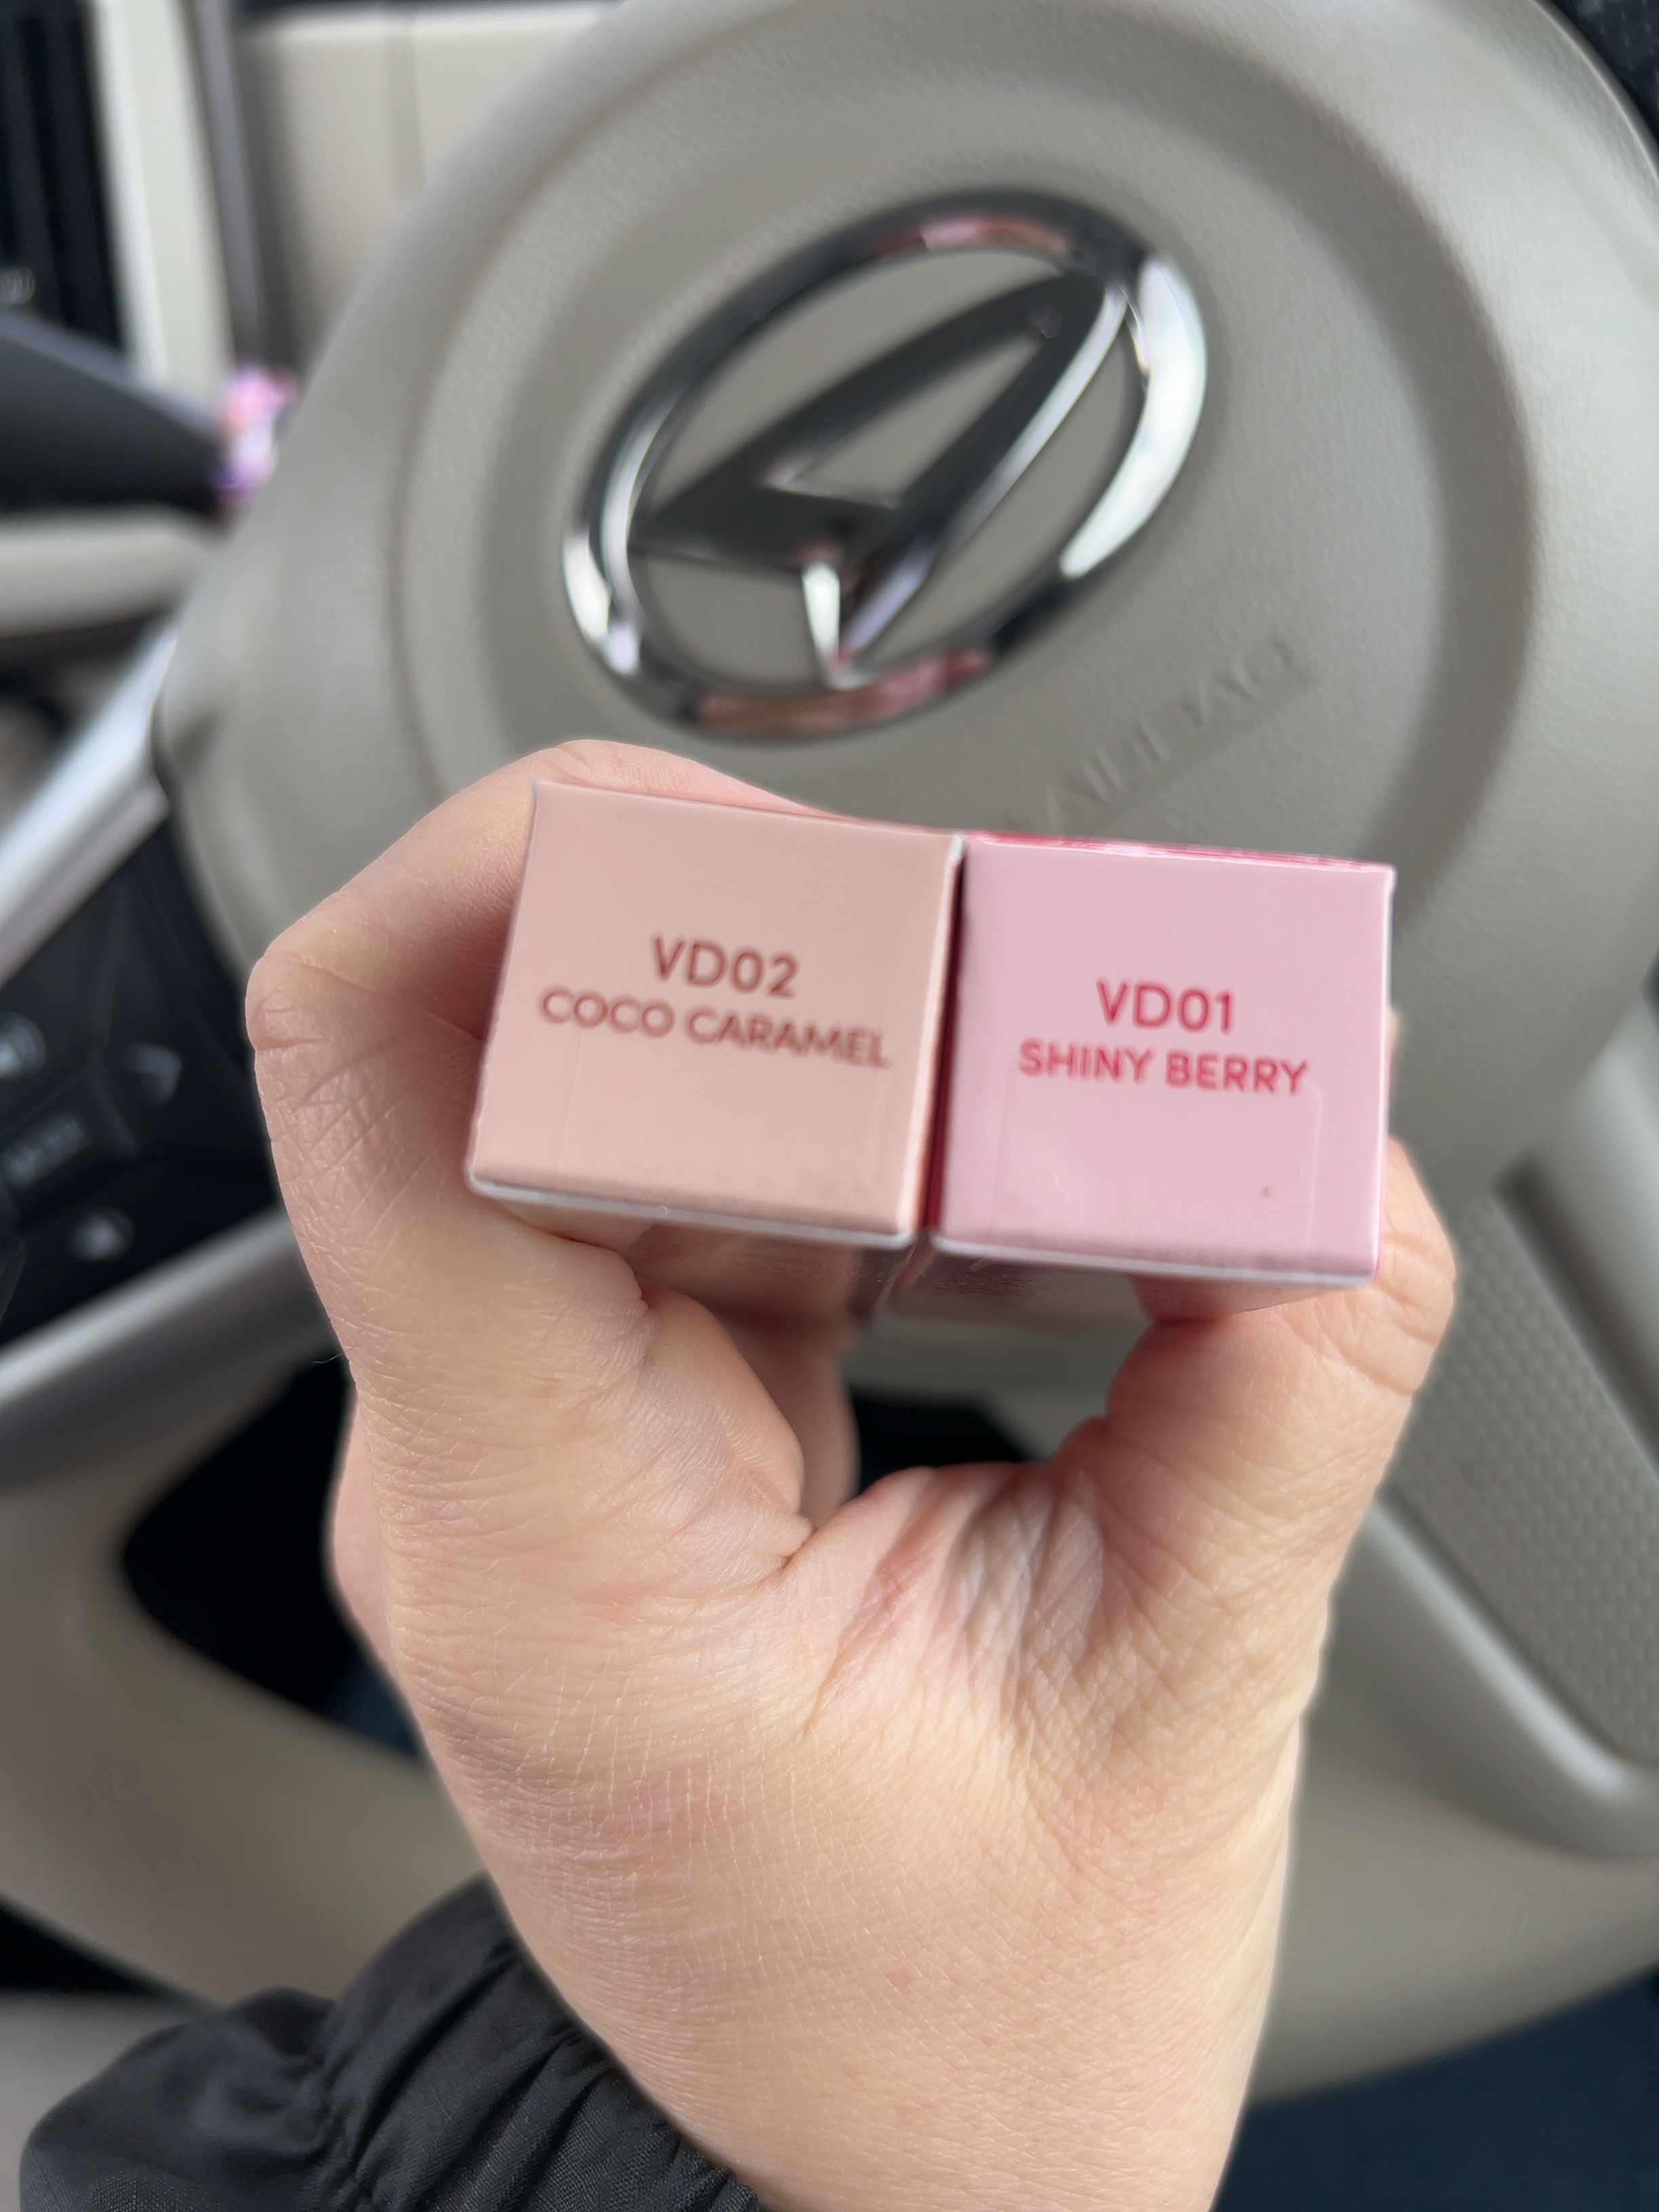 VD02
COCO CARAMEL
VD01
SHINY BERRY